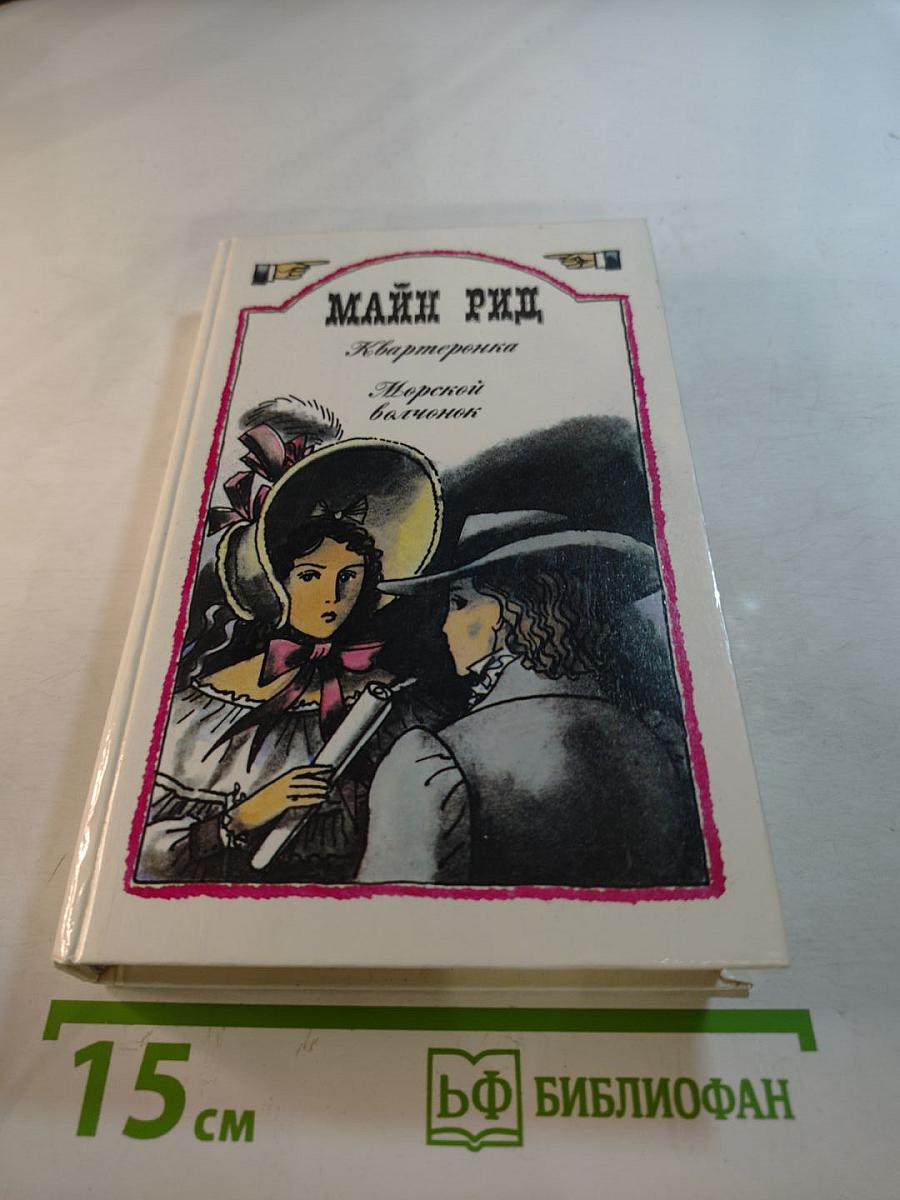 МАЙН РИД
Квартеронка
Морской
волчонок
15 см
ЬФ БИБЛИОФАН